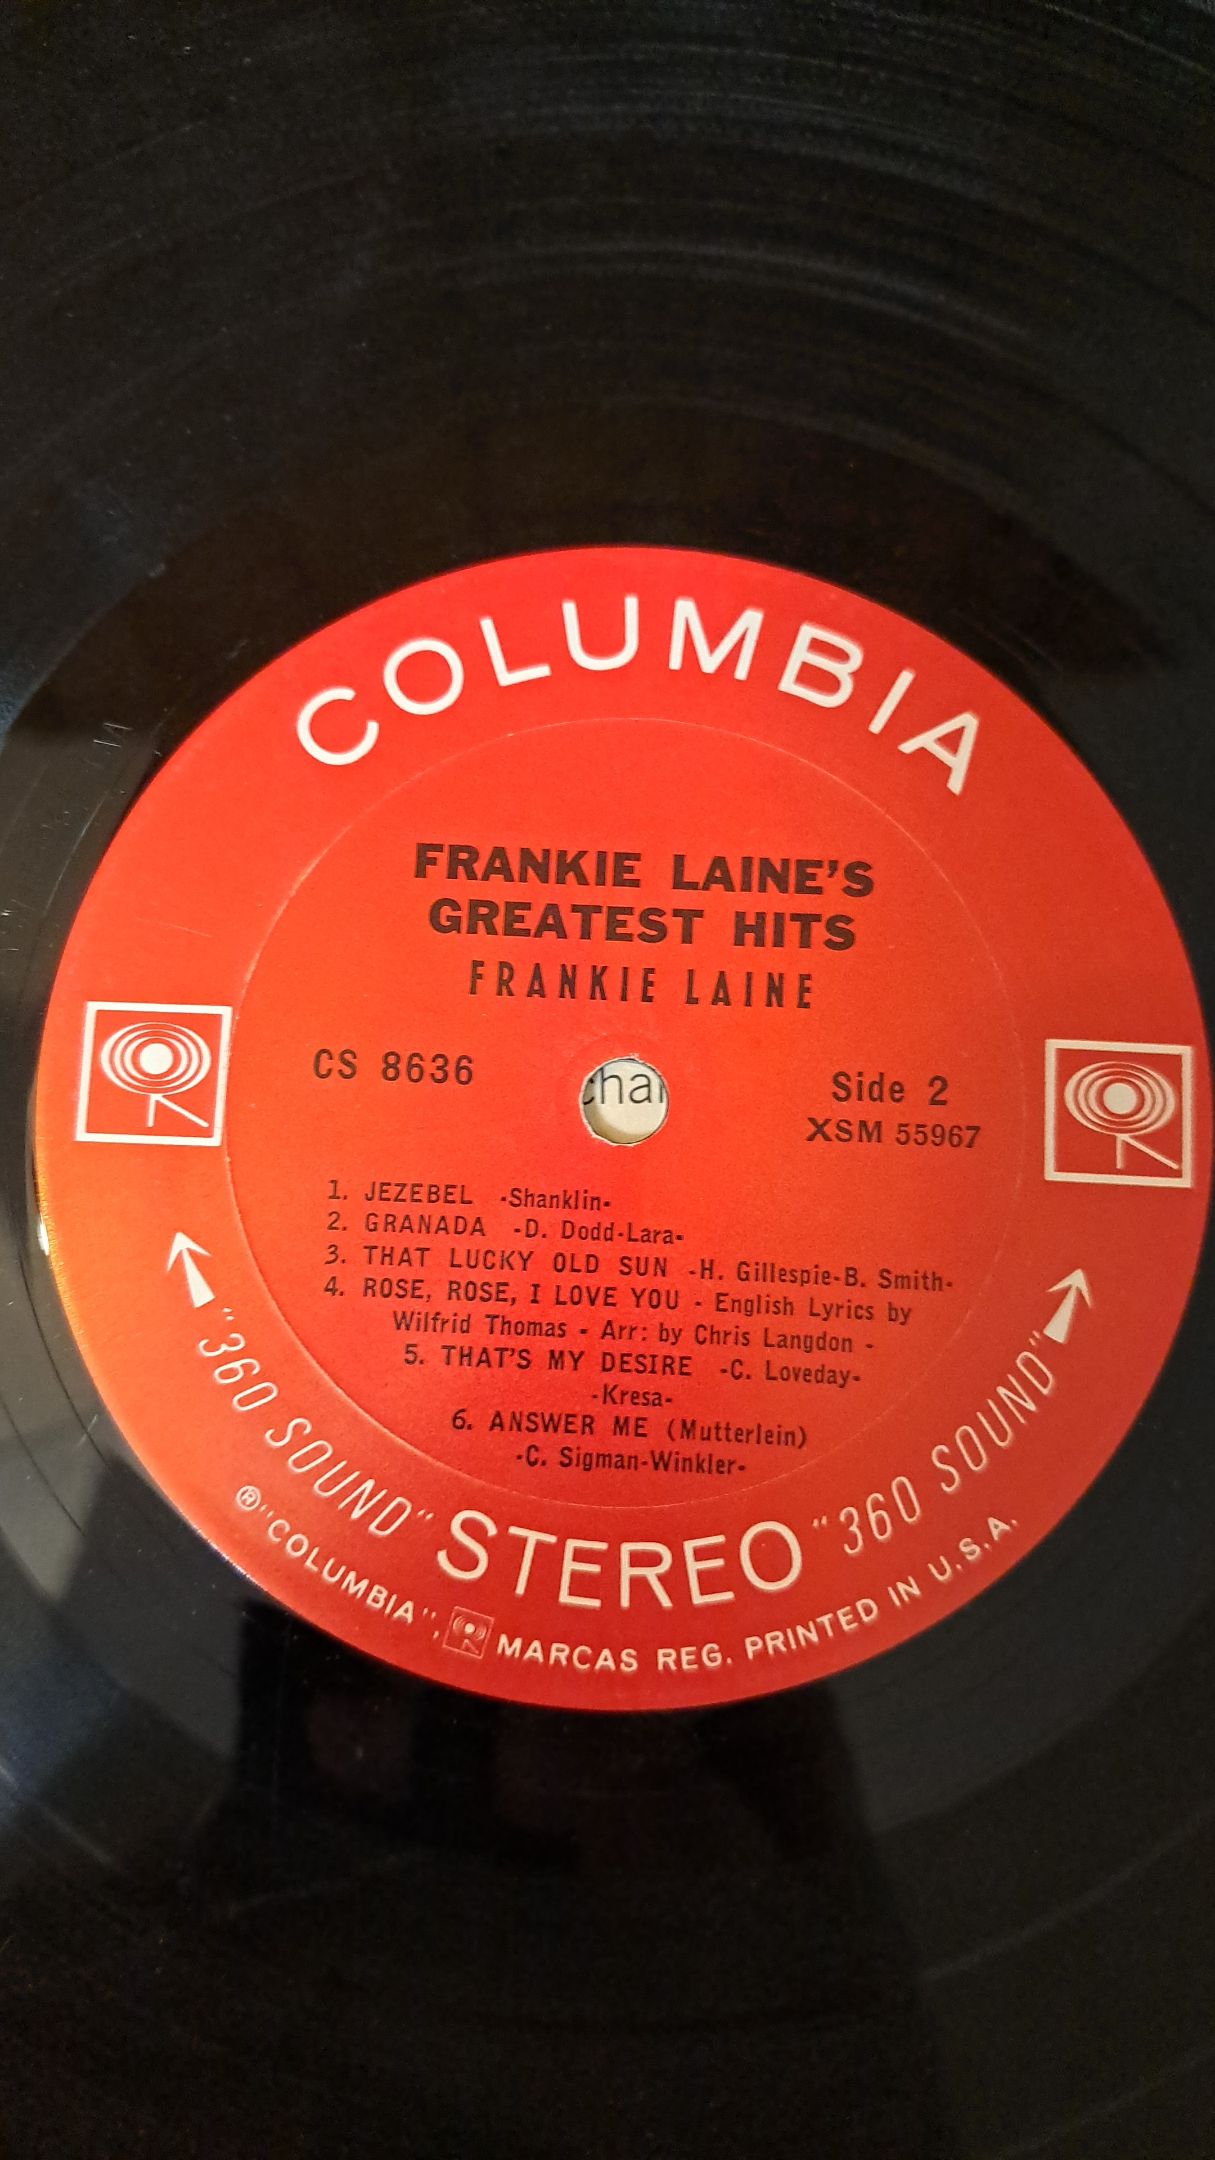 COLUMBIA
FRANKIE LAINE'S
GREATEST HITS
FRANKIE LAINE
CS 8636
Side 2
XSM 55967
1. JEZEBEL -Shanklin-
2. GRANADA -D. Dodd-Lara-
3. THAT LUCKY OLD SUN -H. Gillespie-B. Smith-
4. ROSE, ROSE, I LOVE YOU - English Lyrics by
Wilfrid Thomas - Arr: by Chris Langdon -
5. THAT'S MY DESIRE -C. Loveday-
-Kresa-
6. ANSWER ME (Mutterlein)
-C. Sigman-Winkler-
"360 SOUND" STEREO "360 SOUND"
® "COLUMBIA", MARCAS REG. PRINTED IN U.S.A.